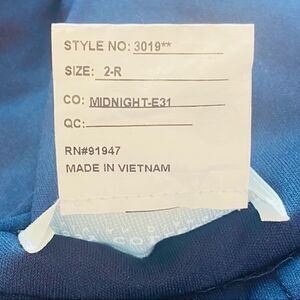 STYLE NO: 3019**
SIZE: 2-R
CO: MIDNIGHT-E31
QC:
RN#91947
MADE IN VIETNAM